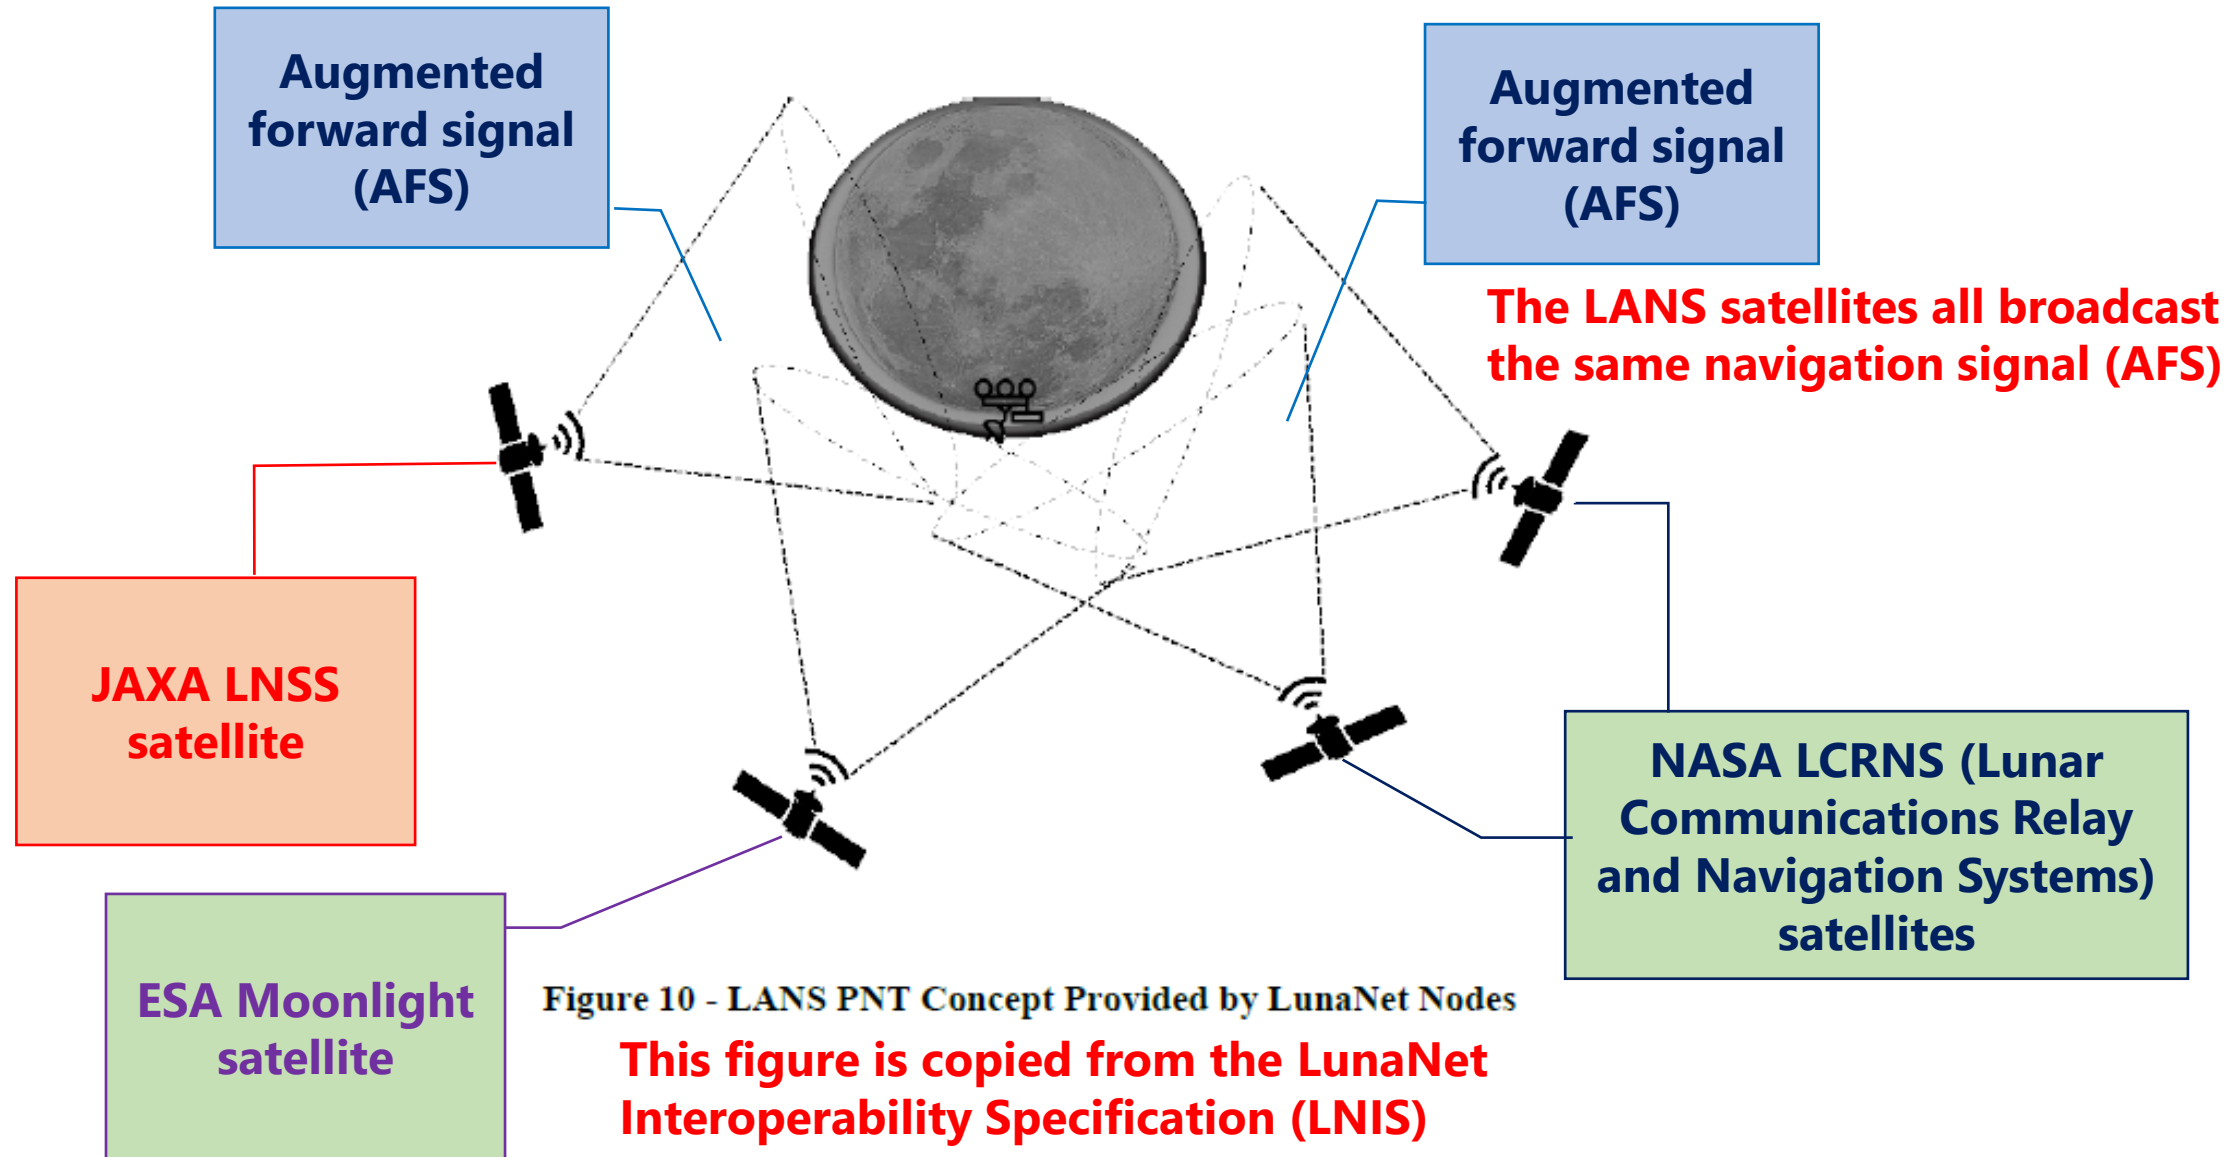 Augmented
forward signal
(AFS)
Augmented
forward signal
(AFS)
The LANS satellites all broadcast
the same navigation signal (AFS)
JAXA LNSS
satellite
NASA LCRNS (Lunar
Communications Relay
and Navigation Systems)
satellites
ESA Moonlight
satellite
Figure 10 - LANS PNT Concept Provided by LunaNet Nodes
This figure is copied from the LunaNet
Interoperability Specification (LNIS)